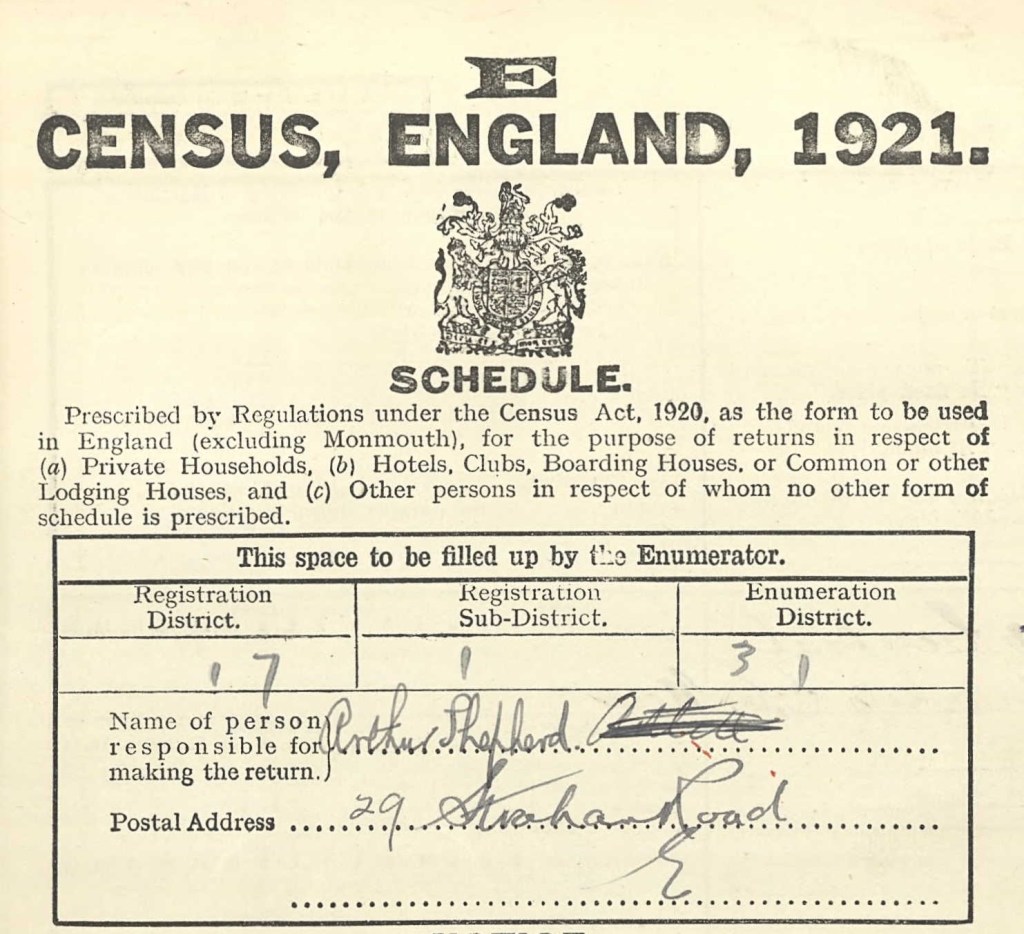 E
CENSUS, ENGLAND, 1921.
SCHEDULE.
Prescribed by Regulations under the Census Act, 1920, as the form to be used
in England (excluding Monmouth), for the purpose of returns in respect of
(a) Private Households, (b) Hotels, Clubs, Boarding Houses, or Common or other
Lodging Houses, and (c) Other persons in respect of whom no other form of
schedule is prescribed.
This space to be filled up by the Enumerator.
Registration District.
Registration Sub-District.
Enumeration District.
17
1
31
Name of person responsible for making the return.) Arthur Shepherd
Postal Address 29 Strahan Road
E